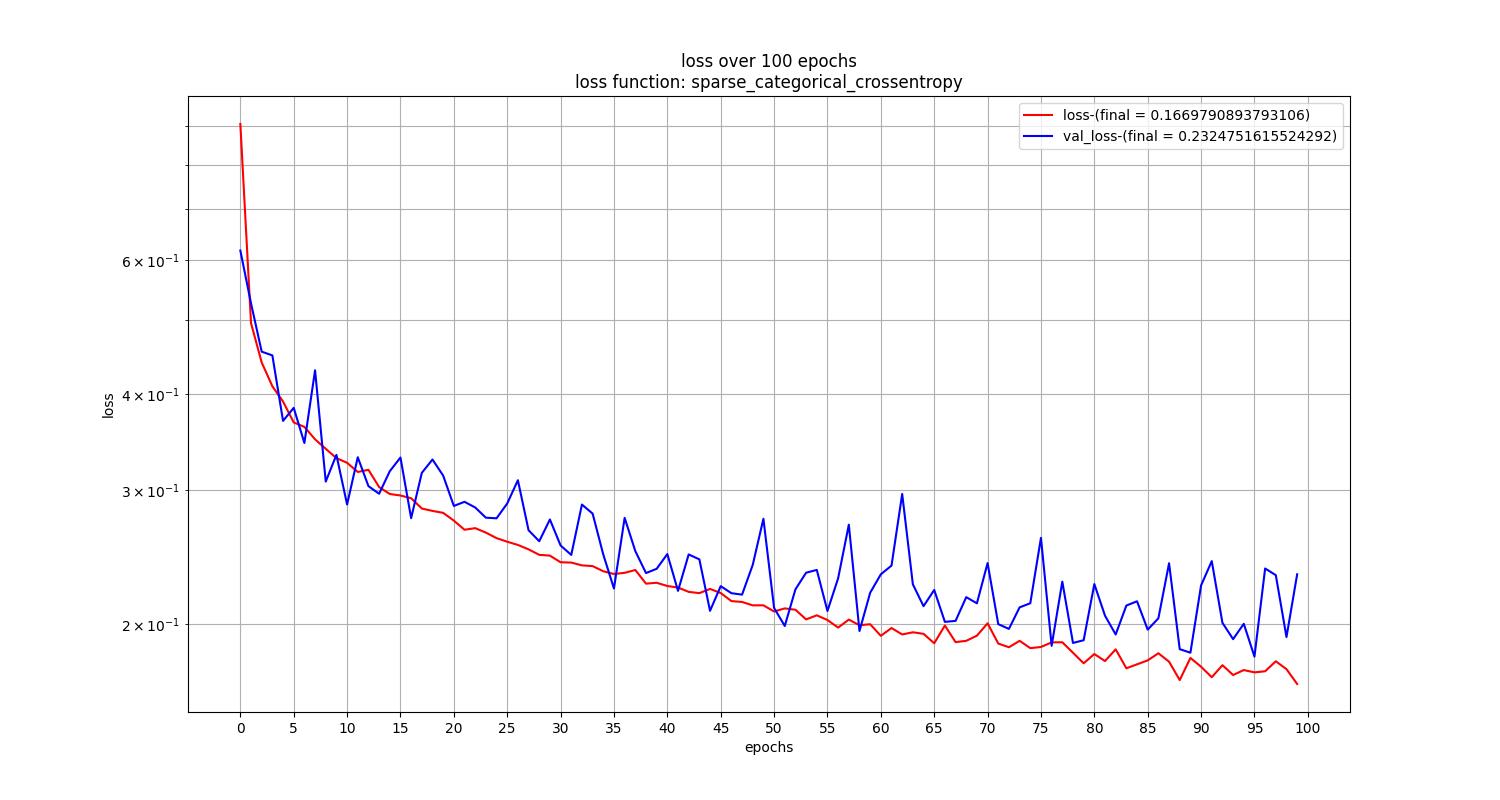 loss over 100 epochs
loss function: sparse_categorical_crossentropy
loss-(final = 0.1669790893793106)
val_loss-(final = 0.2324751615524292)
6 × 10⁻¹
4 × 10⁻¹
3 × 10⁻¹
2 × 10⁻¹
loss
0 5 10 15 20 25 30 35 40 45 50 55 60 65 70 75 80 85 90 95 100
epochs